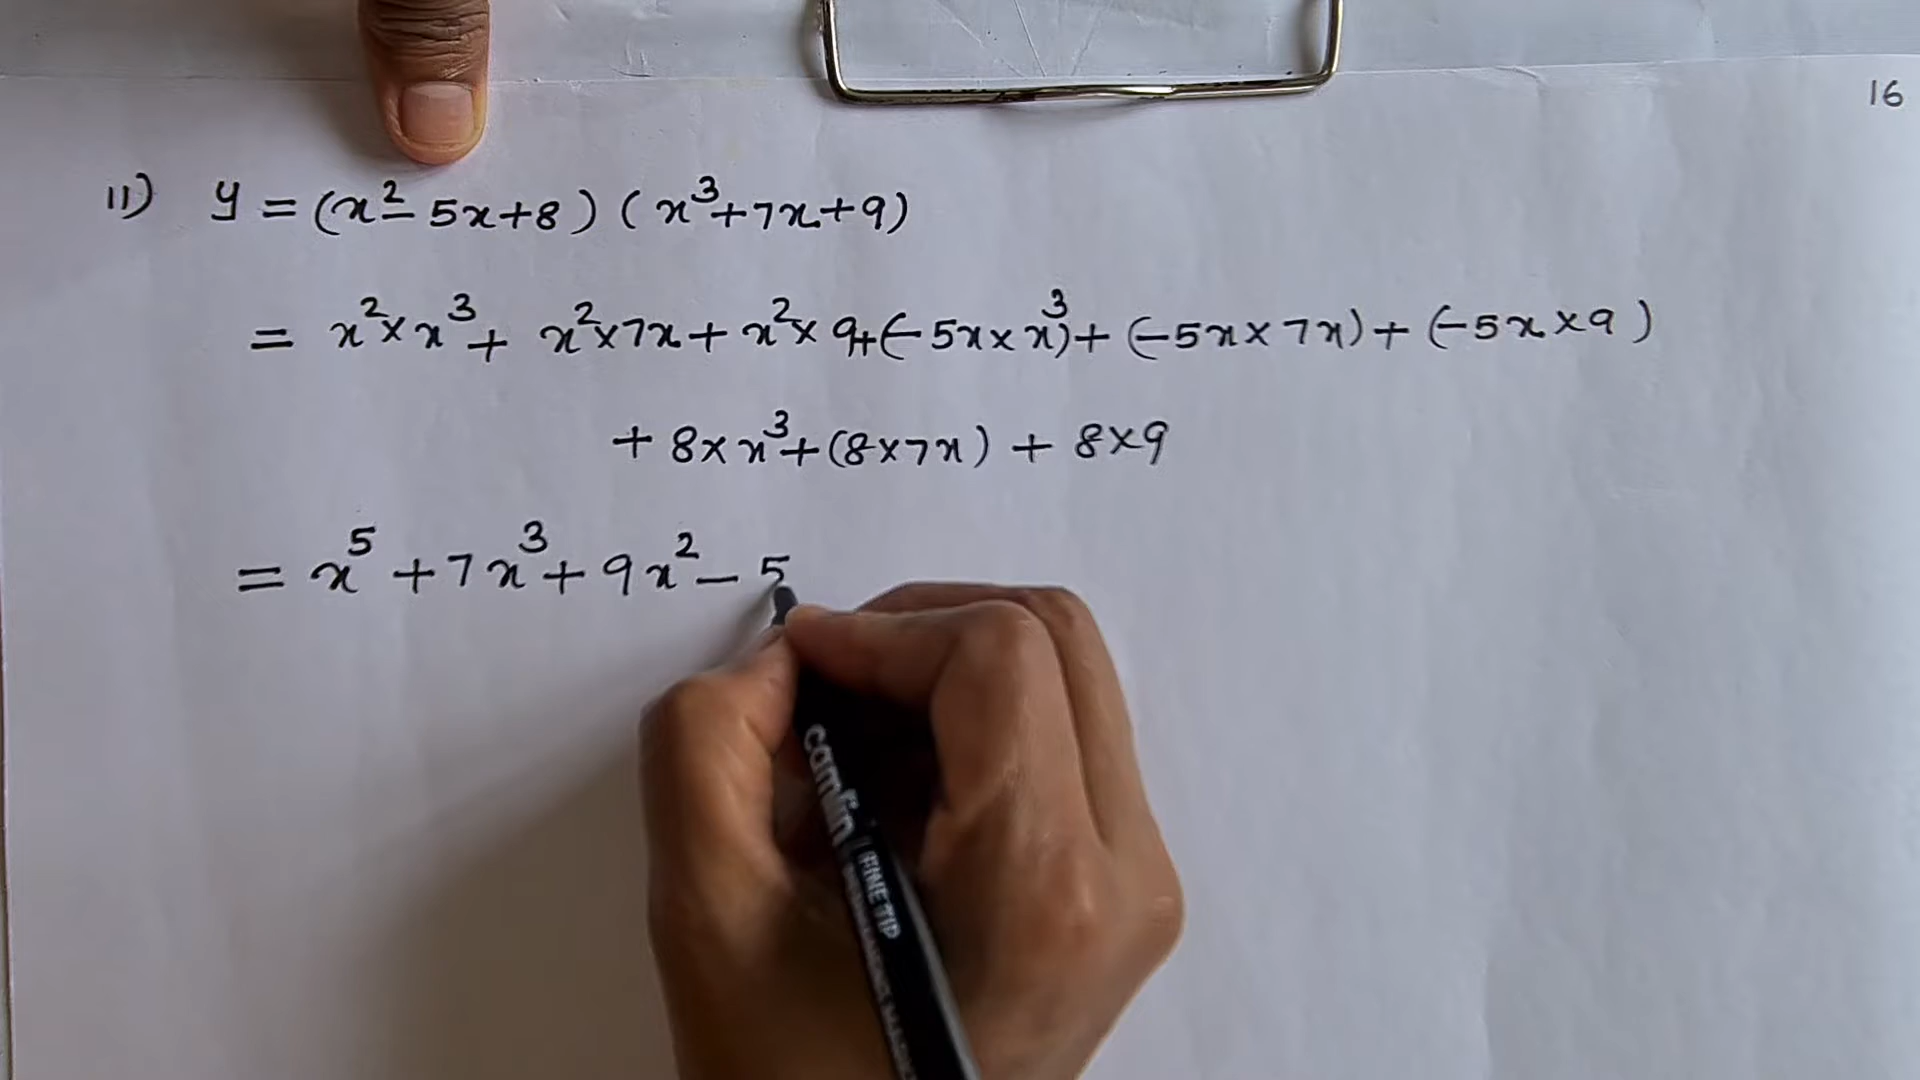 16
11) y = (x² - 5x + 8) (x³ + 7x + 9)
= x² × x³ + x² × 7x + x² × 9 + (-5x × x³) + (-5x × 7x) + (-5x × 9)
+ 8 × x³ + (8 × 7x) + 8 × 9
= x⁵ + 7x³ + 9x² - 5
camlin FINE TIP